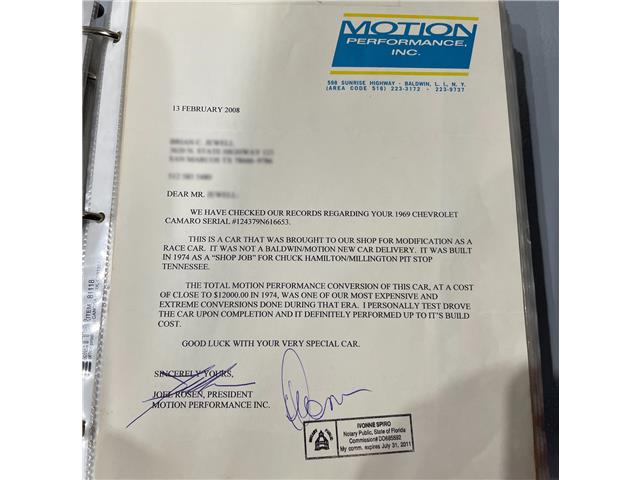 MOTION
PERFORMANCE,
INC.
598 SUNRISE HIGHWAY - BALDWIN, L. I., N. Y.
(AREA CODE 516) 223-3172 - 223-9737
13 FEBRUARY 2008
DEAR MR.
WE HAVE CHECKED OUR RECORDS REGARDING YOUR 1969 CHEVROLET
CAMARO SERIAL #124379N616653.
THIS IS A CAR THAT WAS BROUGHT TO OUR SHOP FOR MODIFICATION AS A
RACE CAR. IT WAS NOT A BALDWIN/MOTION NEW CAR DELIVERY. IT WAS BUILT
IN 1974 AS A “SHOP JOB” FOR CHUCK HAMILTON/MILLINGTON PIT STOP
TENNESSEE.
THE TOTAL MOTION PERFORMANCE CONVERSION OF THIS CAR, AT A COST
OF CLOSE TO $12000.00 IN 1974, WAS ONE OF OUR MOST EXPENSIVE AND
EXTREME CONVERSIONS DONE DURING THAT ERA. I PERSONALLY TEST DROVE
THE CAR UPON COMPLETION AND IT DEFINITELY PERFORMED UP TO IT'S BUILD
COST.
GOOD LUCK WITH YOUR VERY SPECIAL CAR.
SINCERELY YOURS,
JOEL ROSEN, PRESIDENT
MOTION PERFORMANCE INC.
IVONNE SPIRO
Notary Public, State of Florida
Commission# DD685592
My comm. expires July 31, 2011